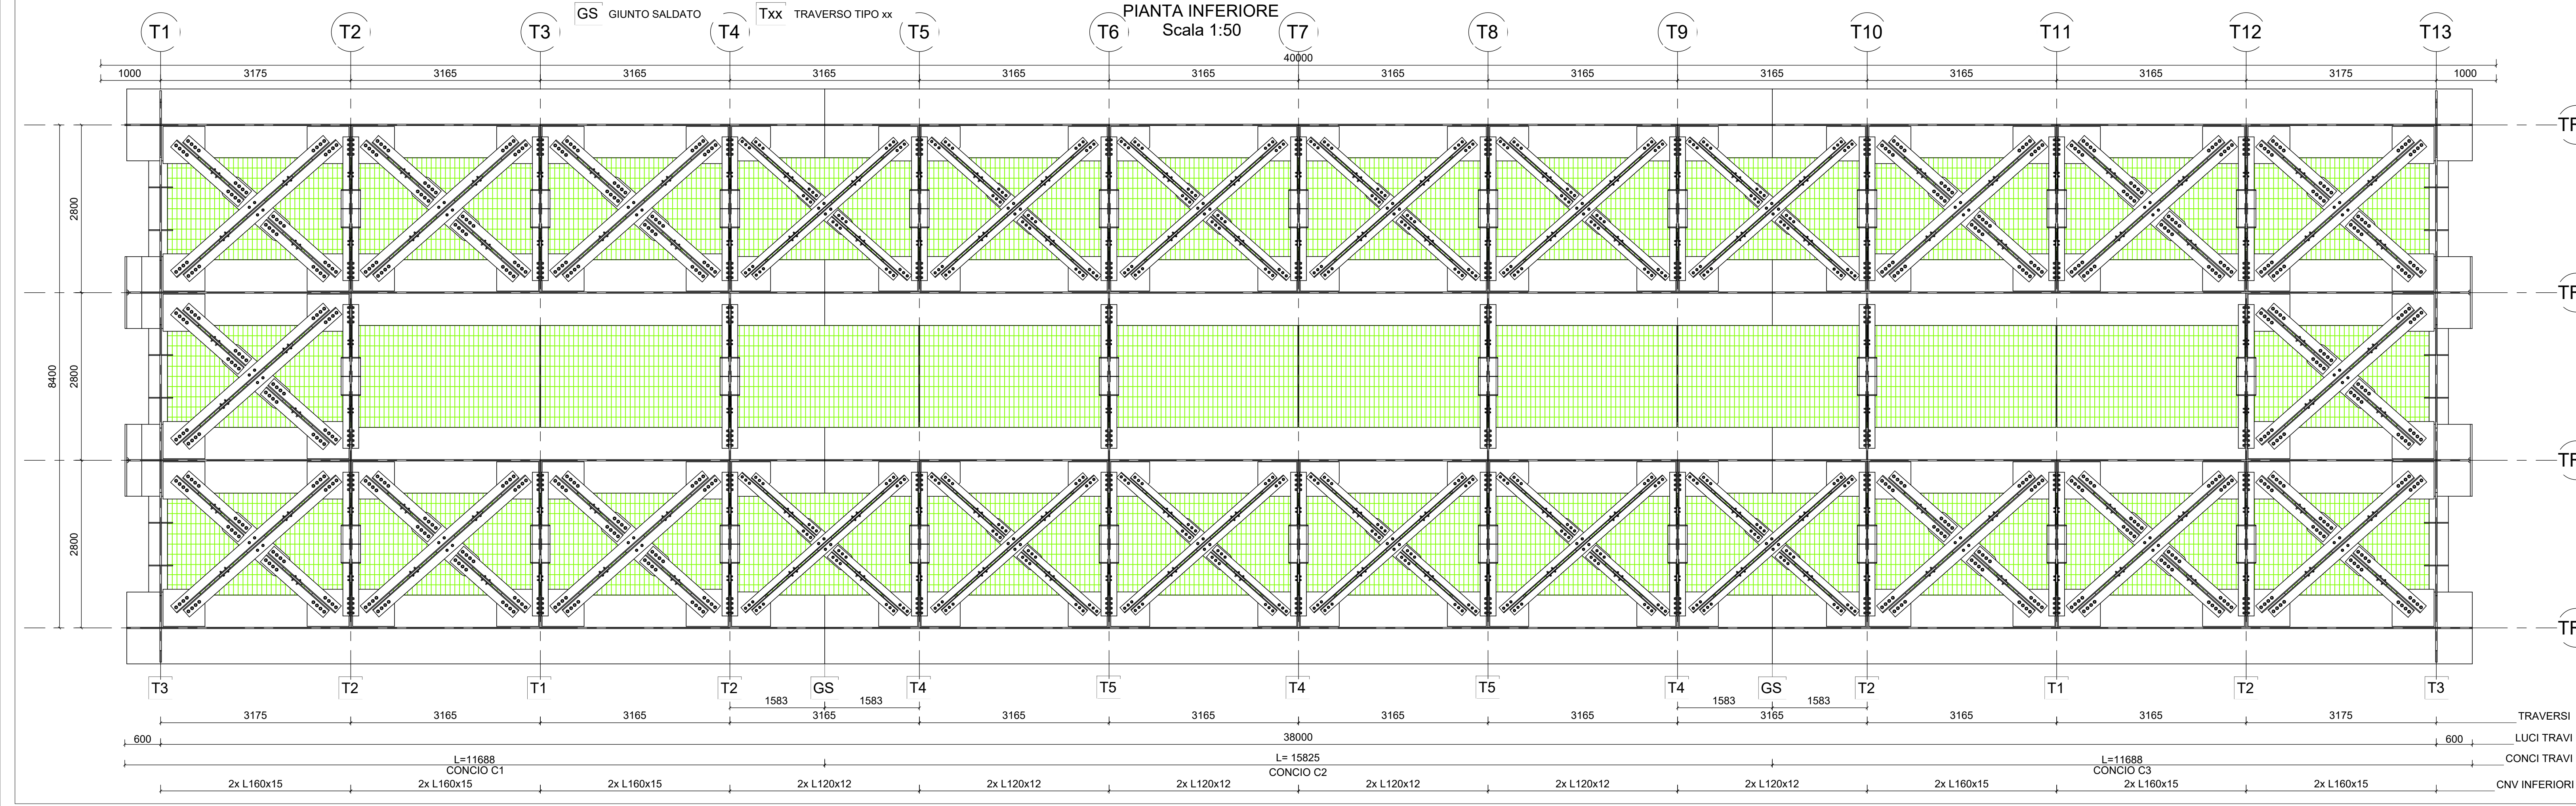 GS GIUNTO SALDATO Txx TRAVERSO TIPO xx
PIANTA INFERIORE
Scala 1:50
T1 T2 T3 T4 T5 T6 T7 T8 T9 T10 T11 T12 T13
40000
1000 3175 3165 3165 3165 3165 3165 3165 3165 3165 3165 3165 3175 1000
2800
2800
8400
2800
TR
TR
TR
TR
T3 T2 T1 T2 GS T4 T5 T4 T5 T4 GS T2 T1 T2 T3
1583 1583 1583 1583
3175 3165 3165 3165 3165 3165 3165 3165 3165 3165 3165 3175 TRAVERSI
600 38000 600 LUCI TRAVI
L=11688 L= 15825 L=11688 CONCI TRAVI
CONCIO C1 CONCIO C2 CONCIO C3
2x L160x15 2x L160x15 2x L160x15 2x L120x12 2x L120x12 2x L120x12 2x L120x12 2x L120x12 2x L120x12 2x L160x15 2x L160x15 2x L160x15 CNV INFERIORI